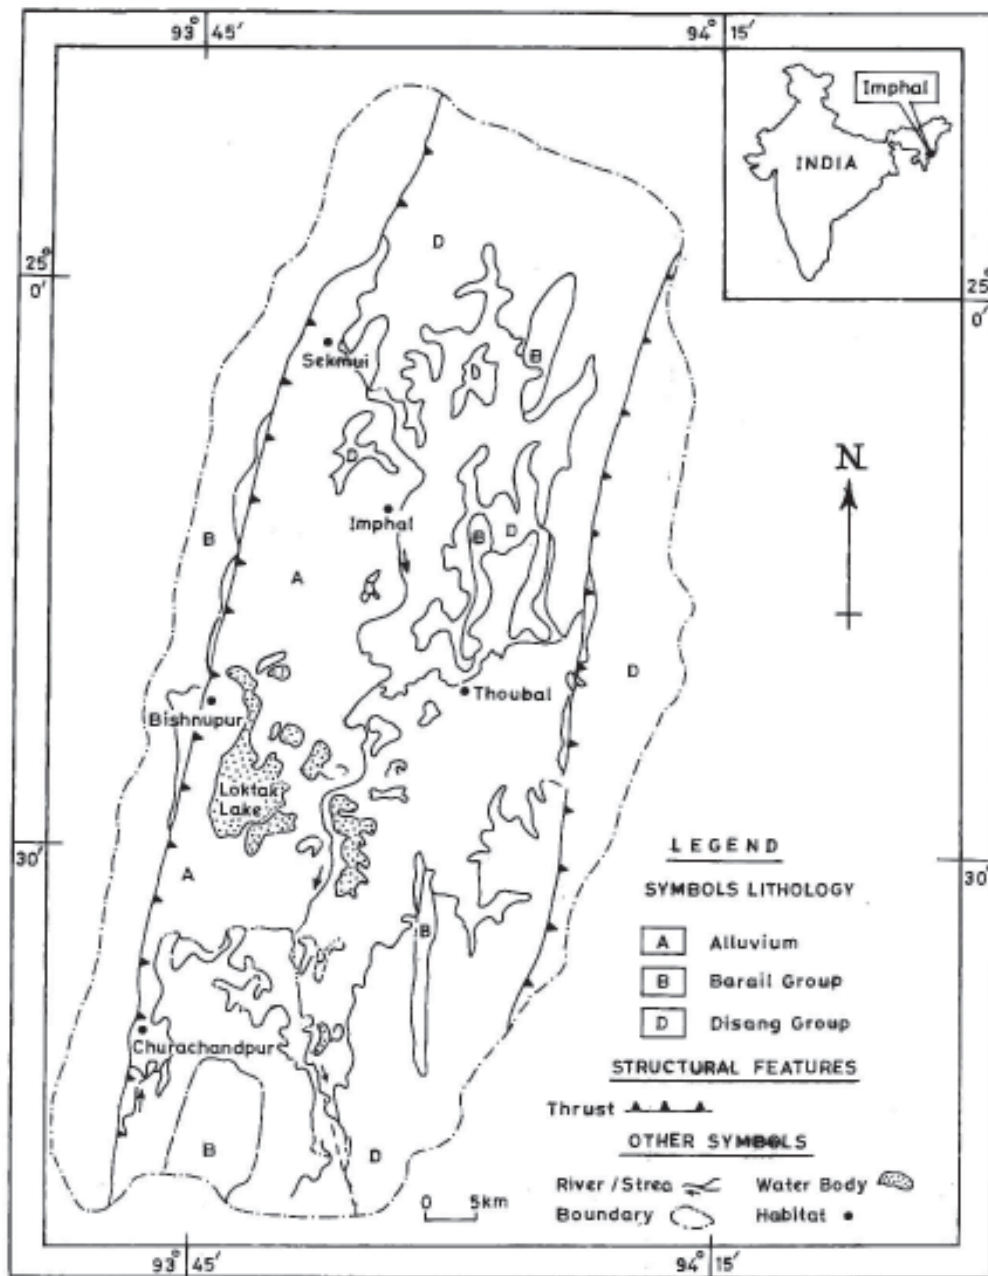 93° 45′
94° 15′
Imphal
INDIA
25° 0′
25° 0′
D
Sekmui
B
D
D
Imphal
N
B
D
B
A
D
Thoubal
Bishnupur
Loktak
Lake
30′
30′
A
B
Churachandpur
B
D
LEGEND
SYMBOLS LITHOLOGY
A Alluvium
B Barail Group
D Disang Group
STRUCTURAL FEATURES
Thrust
OTHER SYMBOLS
River / Strea Water Body
Boundary Habitat
0 5km
93° 45′
94° 15′